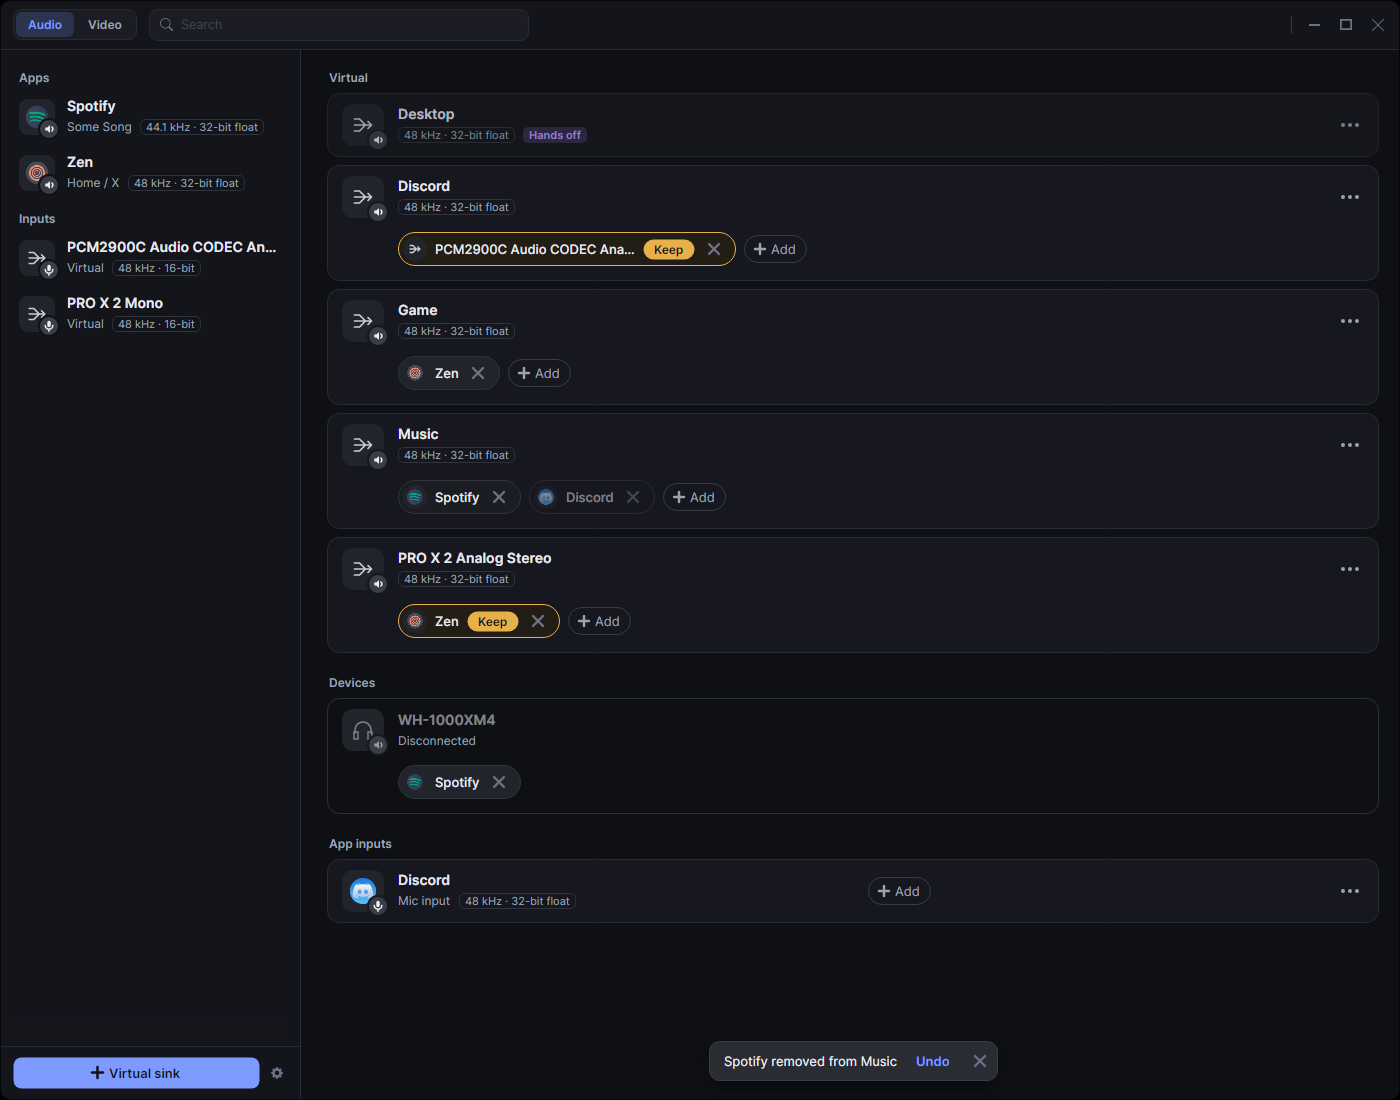 Audio
Video
Search
Apps
Spotify
Some Song 44.1 kHz · 32-bit float
Zen
Home / X 48 kHz · 32-bit float
Inputs
PCM2900C Audio CODEC An...
Virtual 48 kHz · 16-bit
PRO X 2 Mono
Virtual 48 kHz · 16-bit
Virtual sink
Virtual
Desktop
48 kHz · 32-bit float Hands off
Discord
48 kHz · 32-bit float
PCM2900C Audio CODEC Ana... Keep Add
Game
48 kHz · 32-bit float
Zen Add
Music
48 kHz · 32-bit float
Spotify Discord Add
PRO X 2 Analog Stereo
48 kHz · 32-bit float
Zen Keep Add
Devices
WH-1000XM4
Disconnected
Spotify
App inputs
Discord
Mic input 48 kHz · 32-bit float Add
Spotify removed from Music Undo